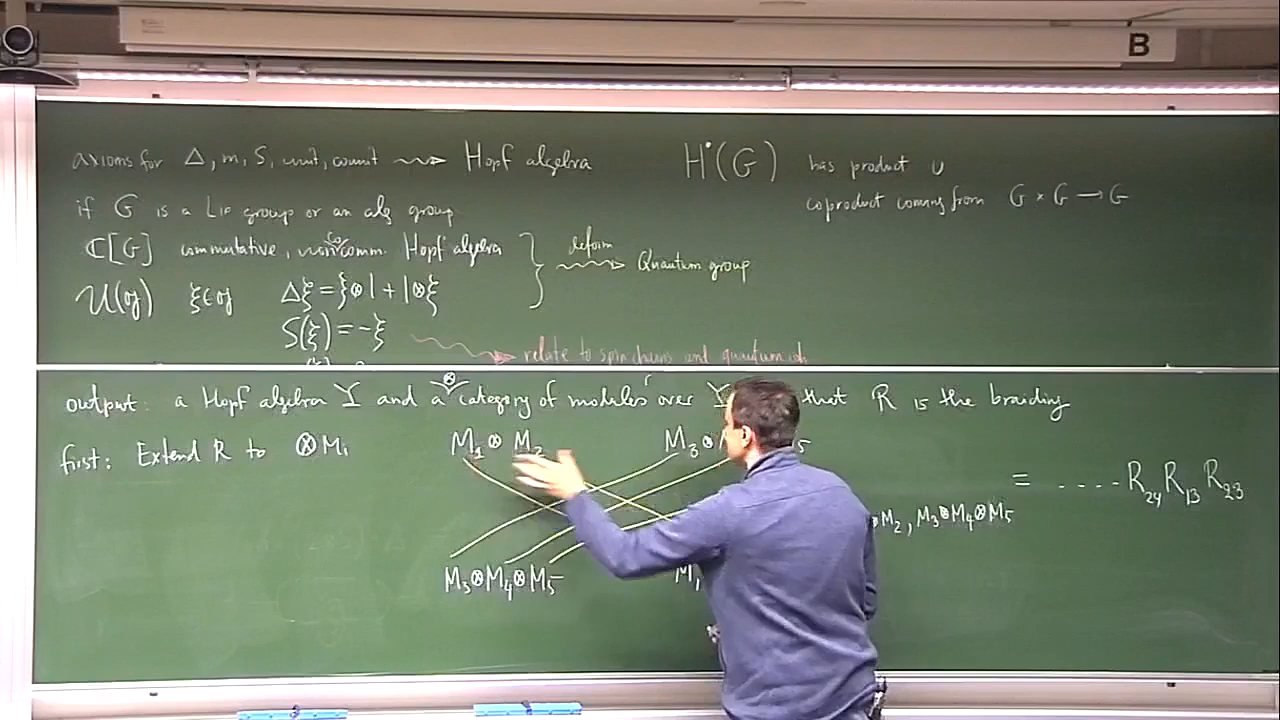 B
axioms for Δ, m, S, unit, counit ⇝ Hopf algebra
H˙(G) has product ∪
coproduct coming from G × G → G
if G is a Lie group or an alg group
ℂ[G] commutative, noncocomm. Hopf algebra
deform ⇝ Quantum group
U(𝔤) ξ∈𝔤 Δξ = ξ⊗1 + 1⊗ξ
S(ξ) = -ξ
⇝ relate to spin chains and quantum
output: a Hopf algebra Y and a ⊗ category of modules over Y that R is the braiding
first: Extend R to ⊗Mi
M1 ⊗ M2
M3 ⊗
5
= ....R24 R13 R23
⊗M2, M3⊗M4⊗M5
M3⊗M4⊗M5
M1